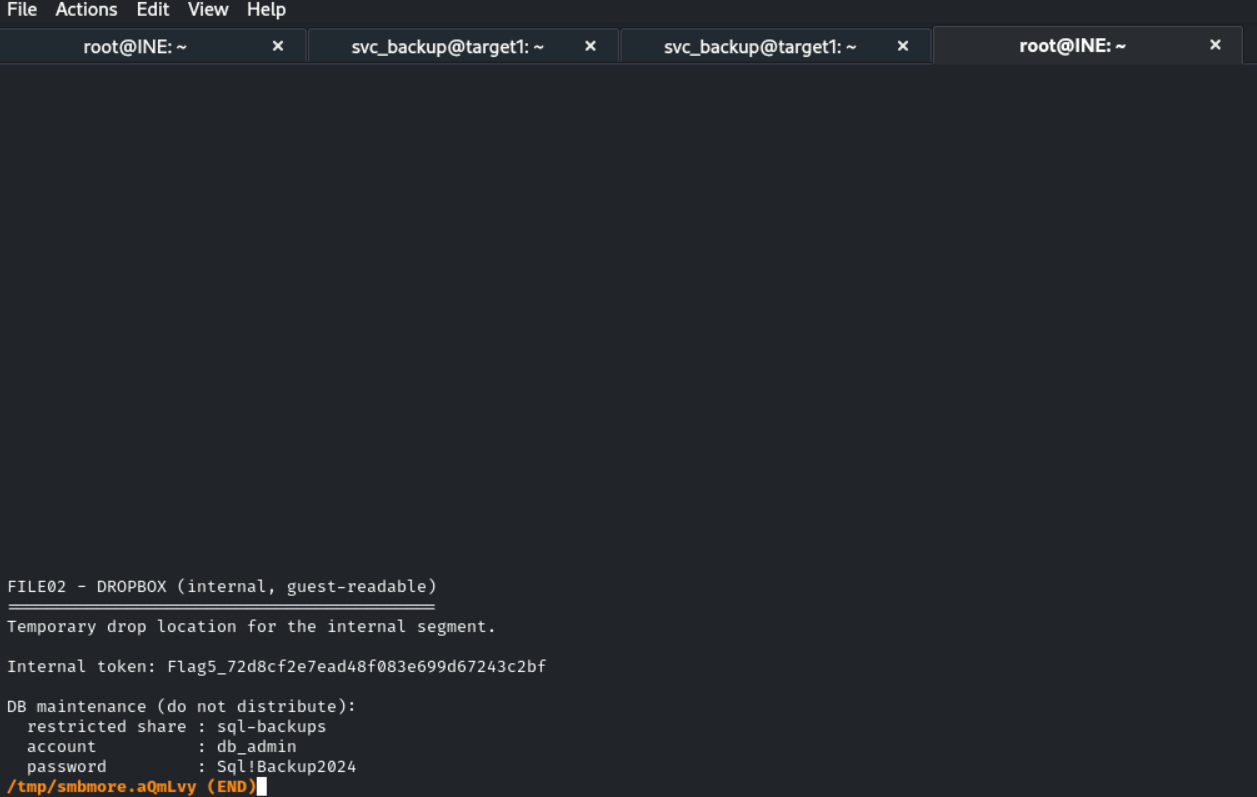 File Actions Edit View Help
root@INE: ~ × svc_backup@target1: ~ × svc_backup@target1: ~ × root@INE: ~ ×
FILE02 - DROPBOX (internal, guest-readable)
===========================================
Temporary drop location for the internal segment.
Internal token: Flag5_72d8cf2e7ead48f083e699d67243c2bf
DB maintenance (do not distribute):
  restricted share : sql-backups
  account          : db_admin
  password         : Sql!Backup2024
/tmp/smbmore.aQmLvy (END)